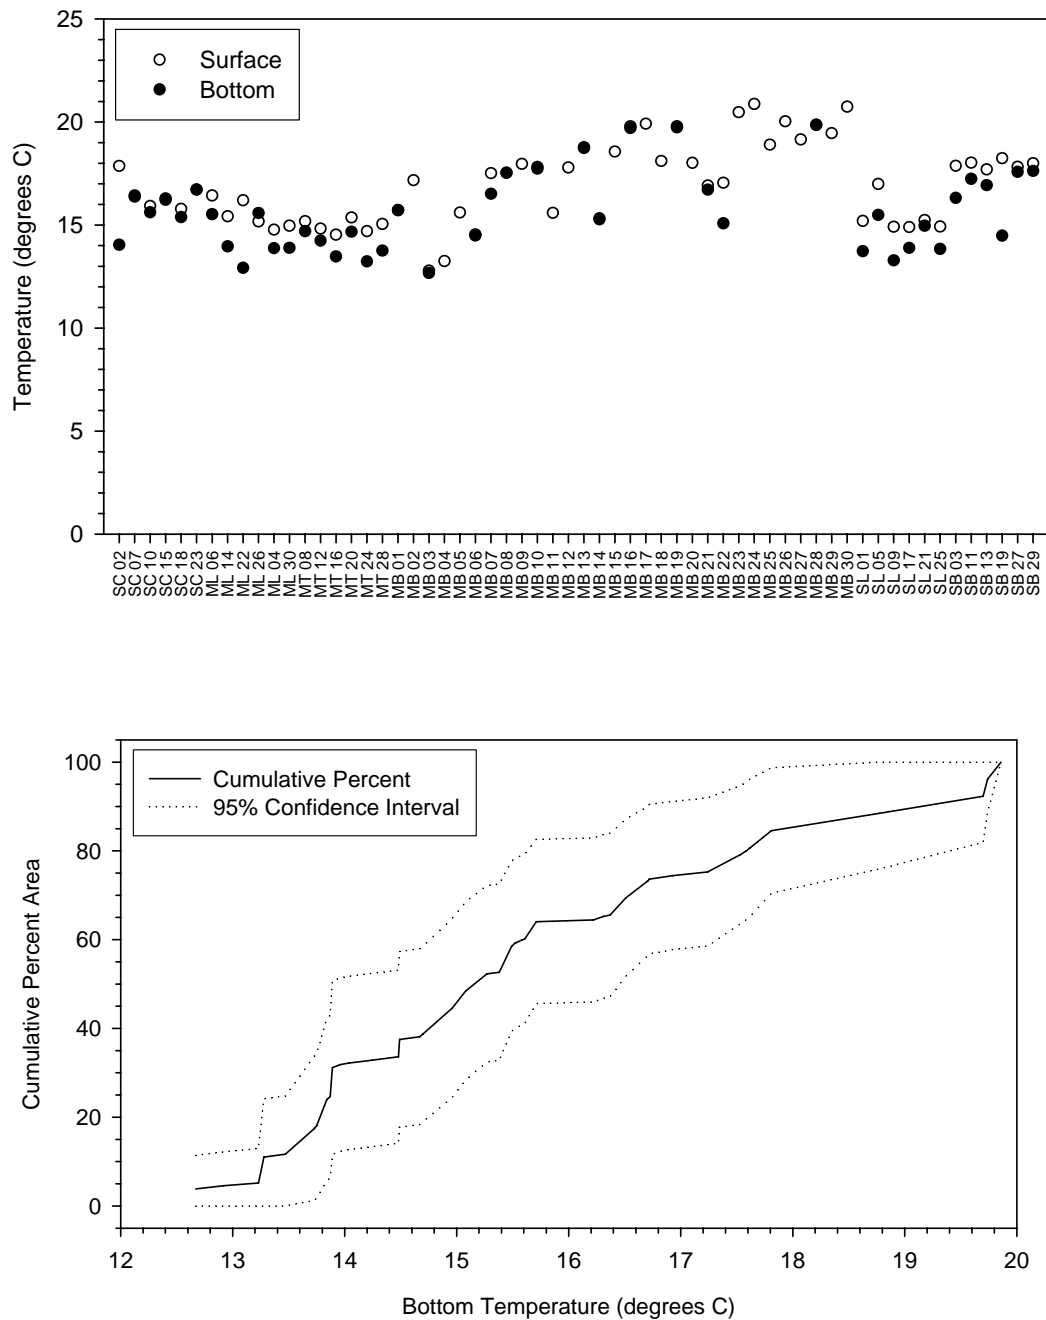 25
20
15
10
5
0
Temperature (degrees C)
Surface
Bottom
SC 02
SC 07
SC 10
SC 15
SC 18
SC 23
ML 06
ML 14
ML 22
ML 26
ML 04
ML 30
MT 08
MT 12
MT 16
MT 20
MT 24
MT 28
MB 01
MB 02
MB 03
MB 04
MB 05
MB 06
MB 07
MB 08
MB 09
MB 10
MB 11
MB 12
MB 13
MB 14
MB 15
MB 16
MB 17
MB 18
MB 19
MB 20
MB 21
MB 22
MB 23
MB 24
MB 25
MB 26
MB 27
MB 28
MB 29
MB 30
SL 01
SL 05
SL 09
SL 17
SL 21
SL 25
SB 03
SB 11
SB 13
SB 19
SB 27
SB 29
Cumulative Percent
95% Confidence Interval
100
80
60
40
20
0
Cumulative Percent Area
12 13 14 15 16 17 18 19 20
Bottom Temperature (degrees C)